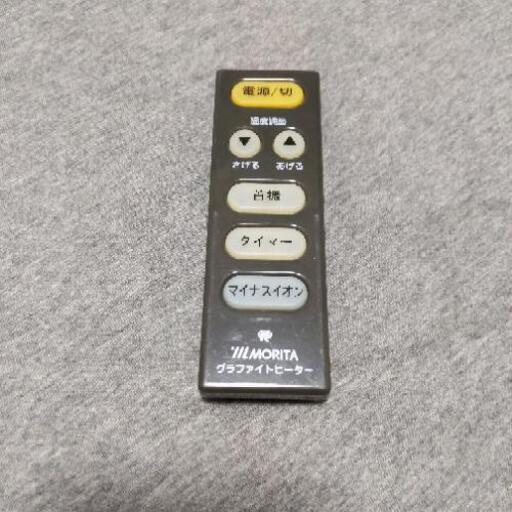 電源/切
温度調節
▼ ▲
さげる あげる
首振
タイマー
マイナスイオン
MORITA
グラファイトヒーター